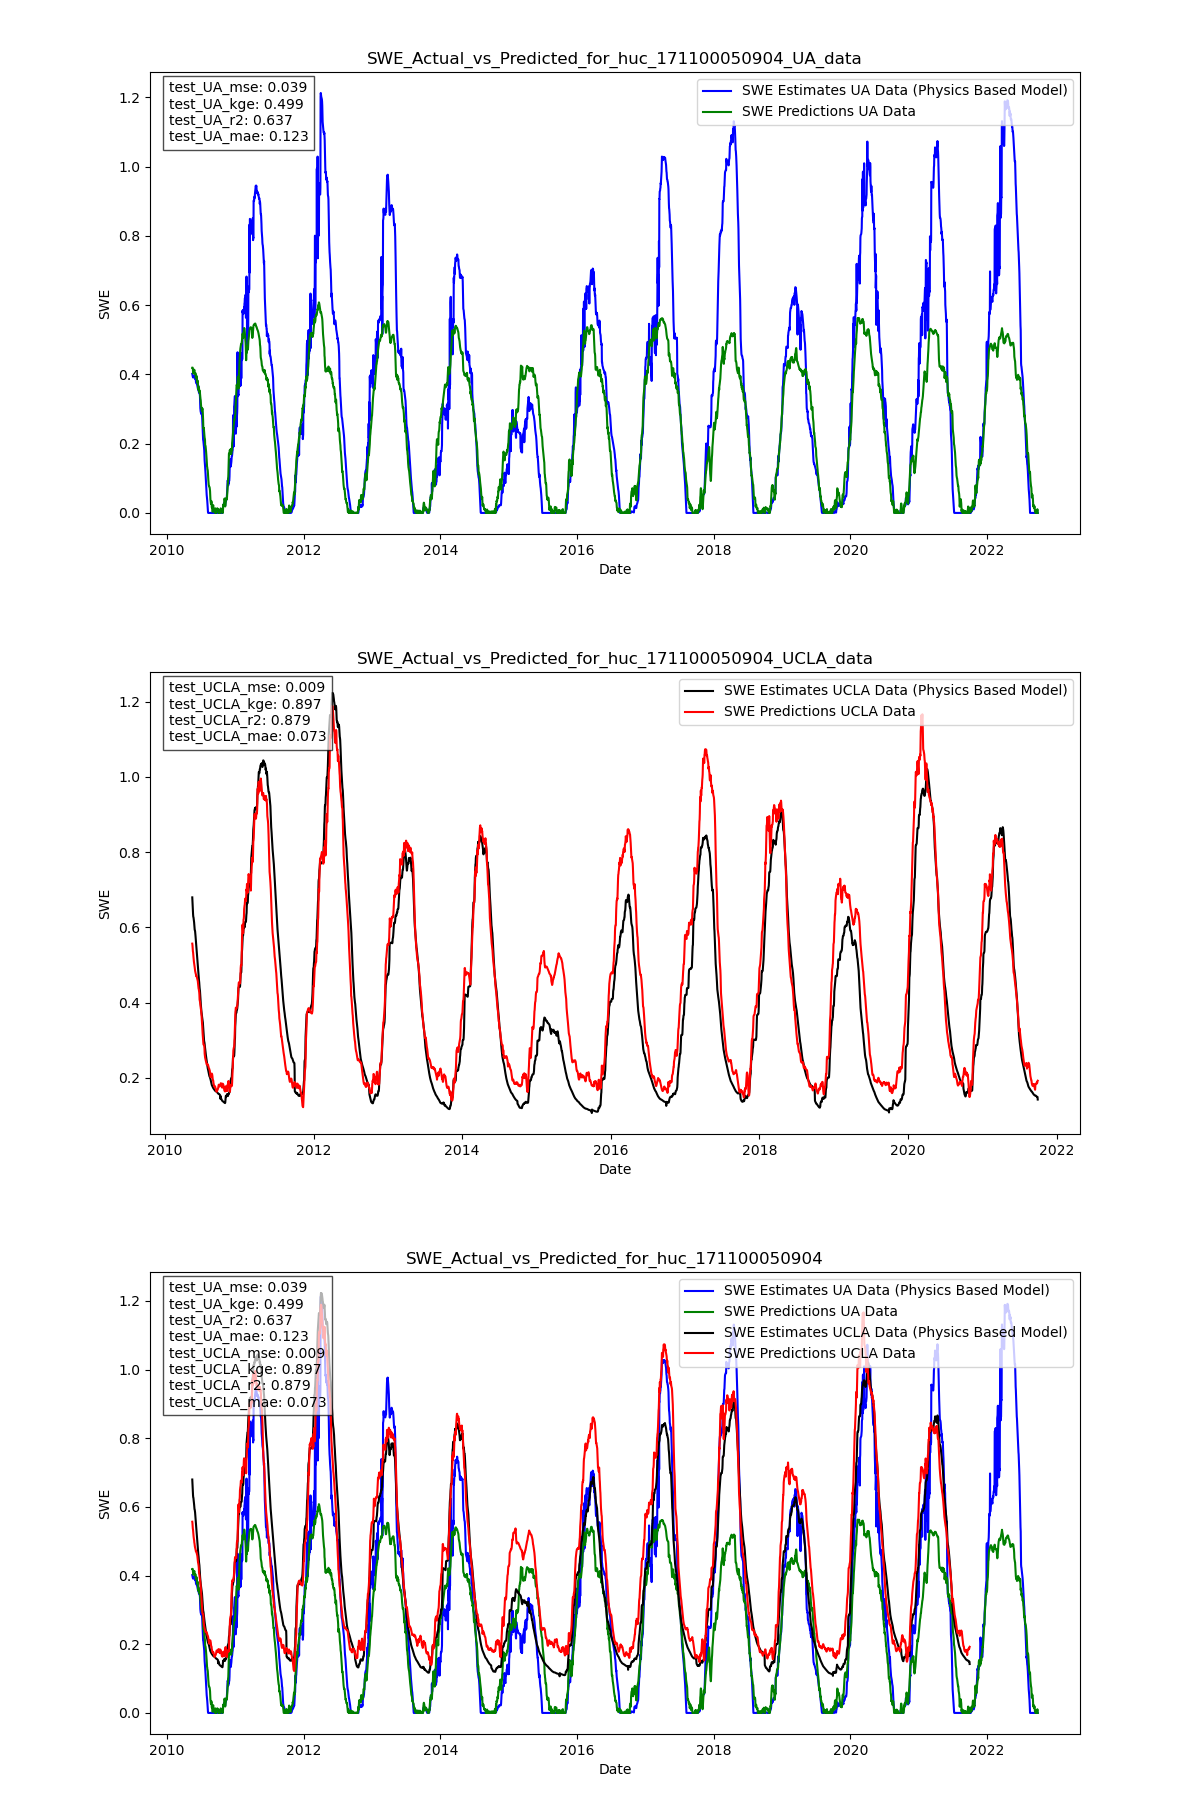 SWE_Actual_vs_Predicted_for_huc_171100050904_UA_data
test_UA_mse: 0.039
test_UA_kge: 0.499
test_UA_r2: 0.637
test_UA_mae: 0.123
SWE Estimates UA Data (Physics Based Model)
SWE Predictions UA Data
1.2
1.0
0.8
0.6
0.4
0.2
0.0
SWE
2010 2012 2014 2016 2018 2020 2022
Date
SWE_Actual_vs_Predicted_for_huc_171100050904_UCLA_data
test_UCLA_mse: 0.009
test_UCLA_kge: 0.897
test_UCLA_r2: 0.879
test_UCLA_mae: 0.073
SWE Estimates UCLA Data (Physics Based Model)
SWE Predictions UCLA Data
1.2
1.0
0.8
0.6
0.4
0.2
SWE
2010 2012 2014 2016 2018 2020 2022
Date
SWE_Actual_vs_Predicted_for_huc_171100050904
test_UA_mse: 0.039
test_UA_kge: 0.499
test_UA_r2: 0.637
test_UA_mae: 0.123
test_UCLA_mse: 0.009
test_UCLA_kge: 0.897
test_UCLA_r2: 0.879
test_UCLA_mae: 0.073
SWE Estimates UA Data (Physics Based Model)
SWE Predictions UA Data
SWE Estimates UCLA Data (Physics Based Model)
SWE Predictions UCLA Data
1.2
1.0
0.8
0.6
0.4
0.2
0.0
SWE
2010 2012 2014 2016 2018 2020 2022
Date